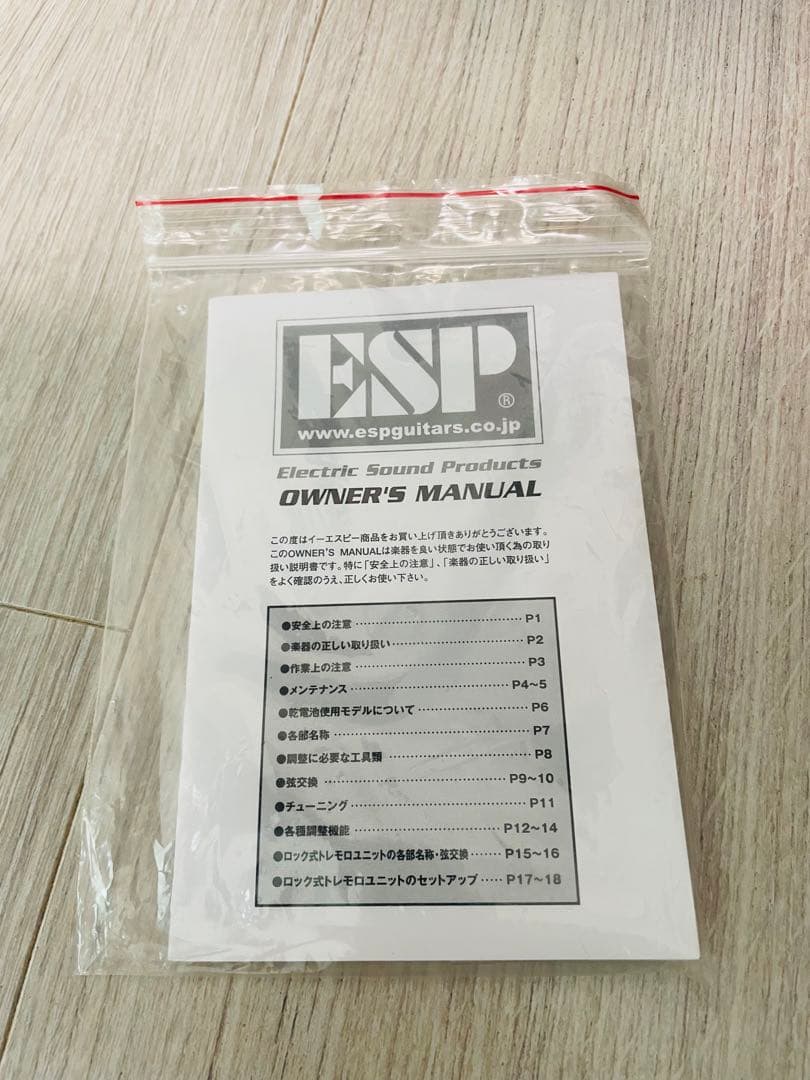 ESP®
www.espguitars.co.jp
Electric Sound Products
OWNER'S MANUAL
この度はイーエスピー商品をお買い上げ頂きありがとうございます。
このOWNER'S MANUALは楽器を良い状態でお使い頂く為の取り
扱い説明書です。特に「安全上の注意」、「楽器の正しい取り扱い」
をよく確認のうえ、正しくお使い下さい。
●安全上の注意 ‥‥‥‥‥‥‥‥‥‥‥‥ P1
●楽器の正しい取り扱い‥‥‥‥‥‥‥‥‥ P2
●作業上の注意 ‥‥‥‥‥‥‥‥‥‥‥‥ P3
●メンテナンス ‥‥‥‥‥‥‥‥‥‥‥ P4～5
●乾電池使用モデルについて ‥‥‥‥‥‥‥ P6
●各部名称 ‥‥‥‥‥‥‥‥‥‥‥‥‥‥ P7
●調整に必要な工具類 ‥‥‥‥‥‥‥‥‥‥ P8
●弦交換 ‥‥‥‥‥‥‥‥‥‥‥‥‥ P9～10
●チューニング ‥‥‥‥‥‥‥‥‥‥‥‥ P11
●各種調整機能 ‥‥‥‥‥‥‥‥‥‥ P12～14
●ロック式トレモロユニットの各部名称・弦交換 ‥‥ P15～16
●ロック式トレモロユニットのセットアップ ‥‥ P17～18